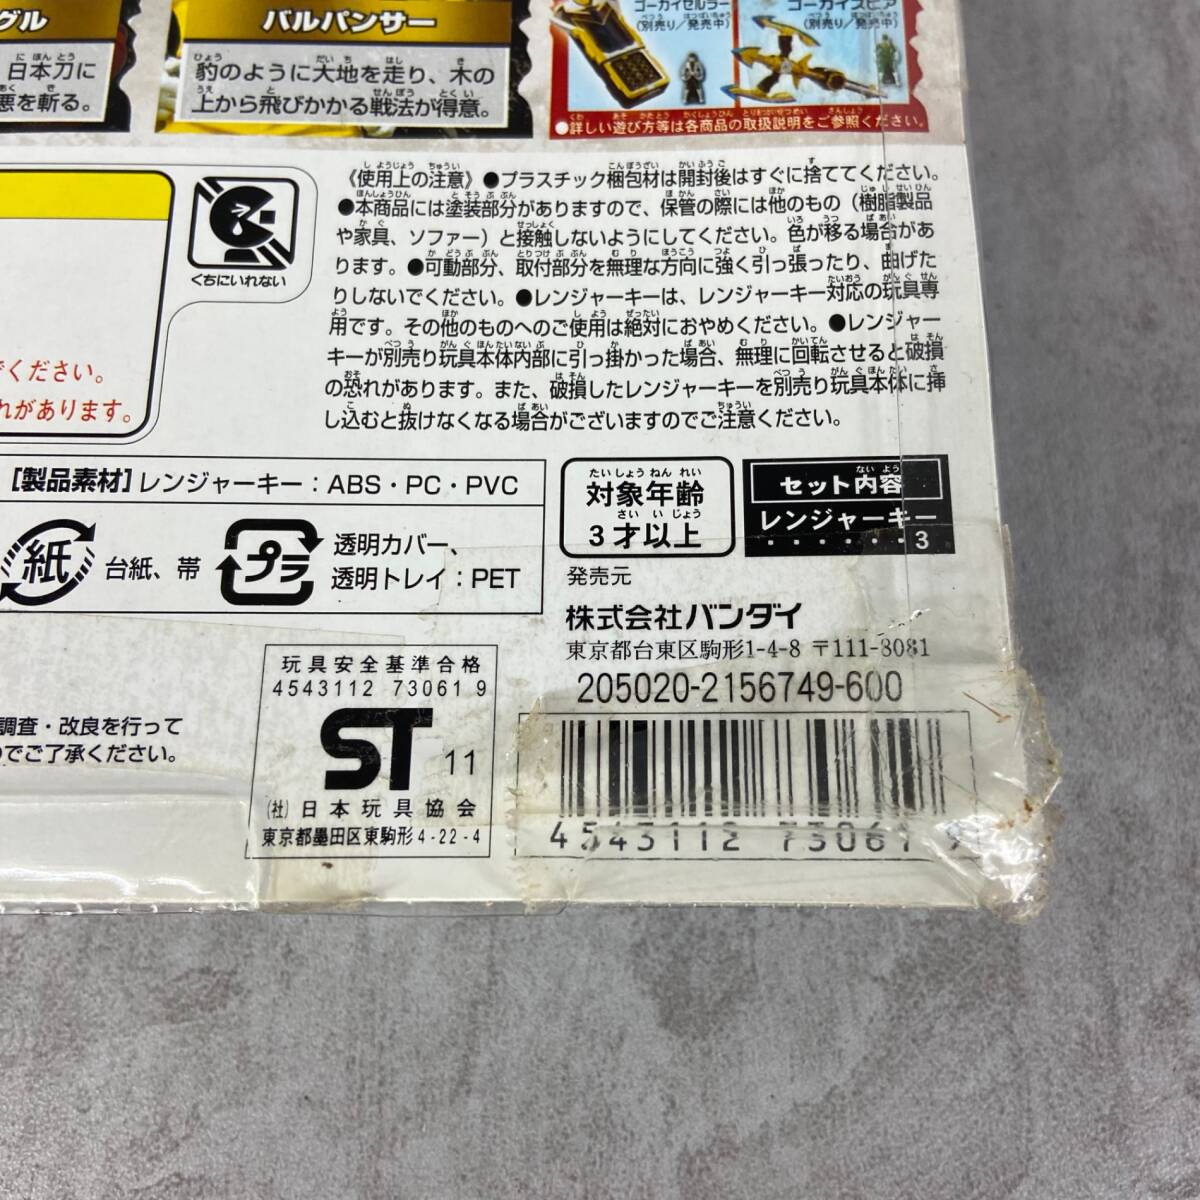 グル
日本刀に
悪を斬る。
バルパンサー
豹のように大地を走り、木の
上から飛びかかる戦法が得意。
ゴーカイセルラー
(別売り/発売中)
ゴーカイスピア
(別売り/発売中)
●詳しい遊び方等は各商品の取扱説明をご参照ください。
くちにいれない
《使用上の注意》●プラスチック梱包材は開封後はすぐに捨ててください。
●本商品には塗装部分がありますので、保管の際には他のもの(樹脂製品
や家具、ソファー)と接触しないようにしてください。色が移る場合があ
ります。●可動部分、取付部分を無理な方向に強く引っ張ったり、曲げた
りしないでください。●レンジャーキーは、レンジャーキー対応の玩具専
用です。その他のものへのご使用は絶対におやめください。●レンジャー
キーが別売り玩具本体内部に引っ掛かった場合、無理に回転させると破損
の恐れがあります。また、破損したレンジャーキーを別売り玩具本体に挿
し込むと抜けなくなる場合がございますのでご注意ください。
でください。
れがあります。
[製品素材]レンジャーキー:ABS・PC・PVC
紙 台紙、帯
プラ 透明カバー、
透明トレイ:PET
対象年齢
3才以上
セット内容
レンジャーキー
・・・・・・3
発売元
株式会社バンダイ
東京都台東区駒形1-4-8 〒111-8081
205020-2156749-600
4543112 73061 9
調査・改良を行って
のでご了承ください。
玩具安全基準合格
4543112 73061 9
ST 11
(社)日本玩具協会
東京都墨田区東駒形4-22-4